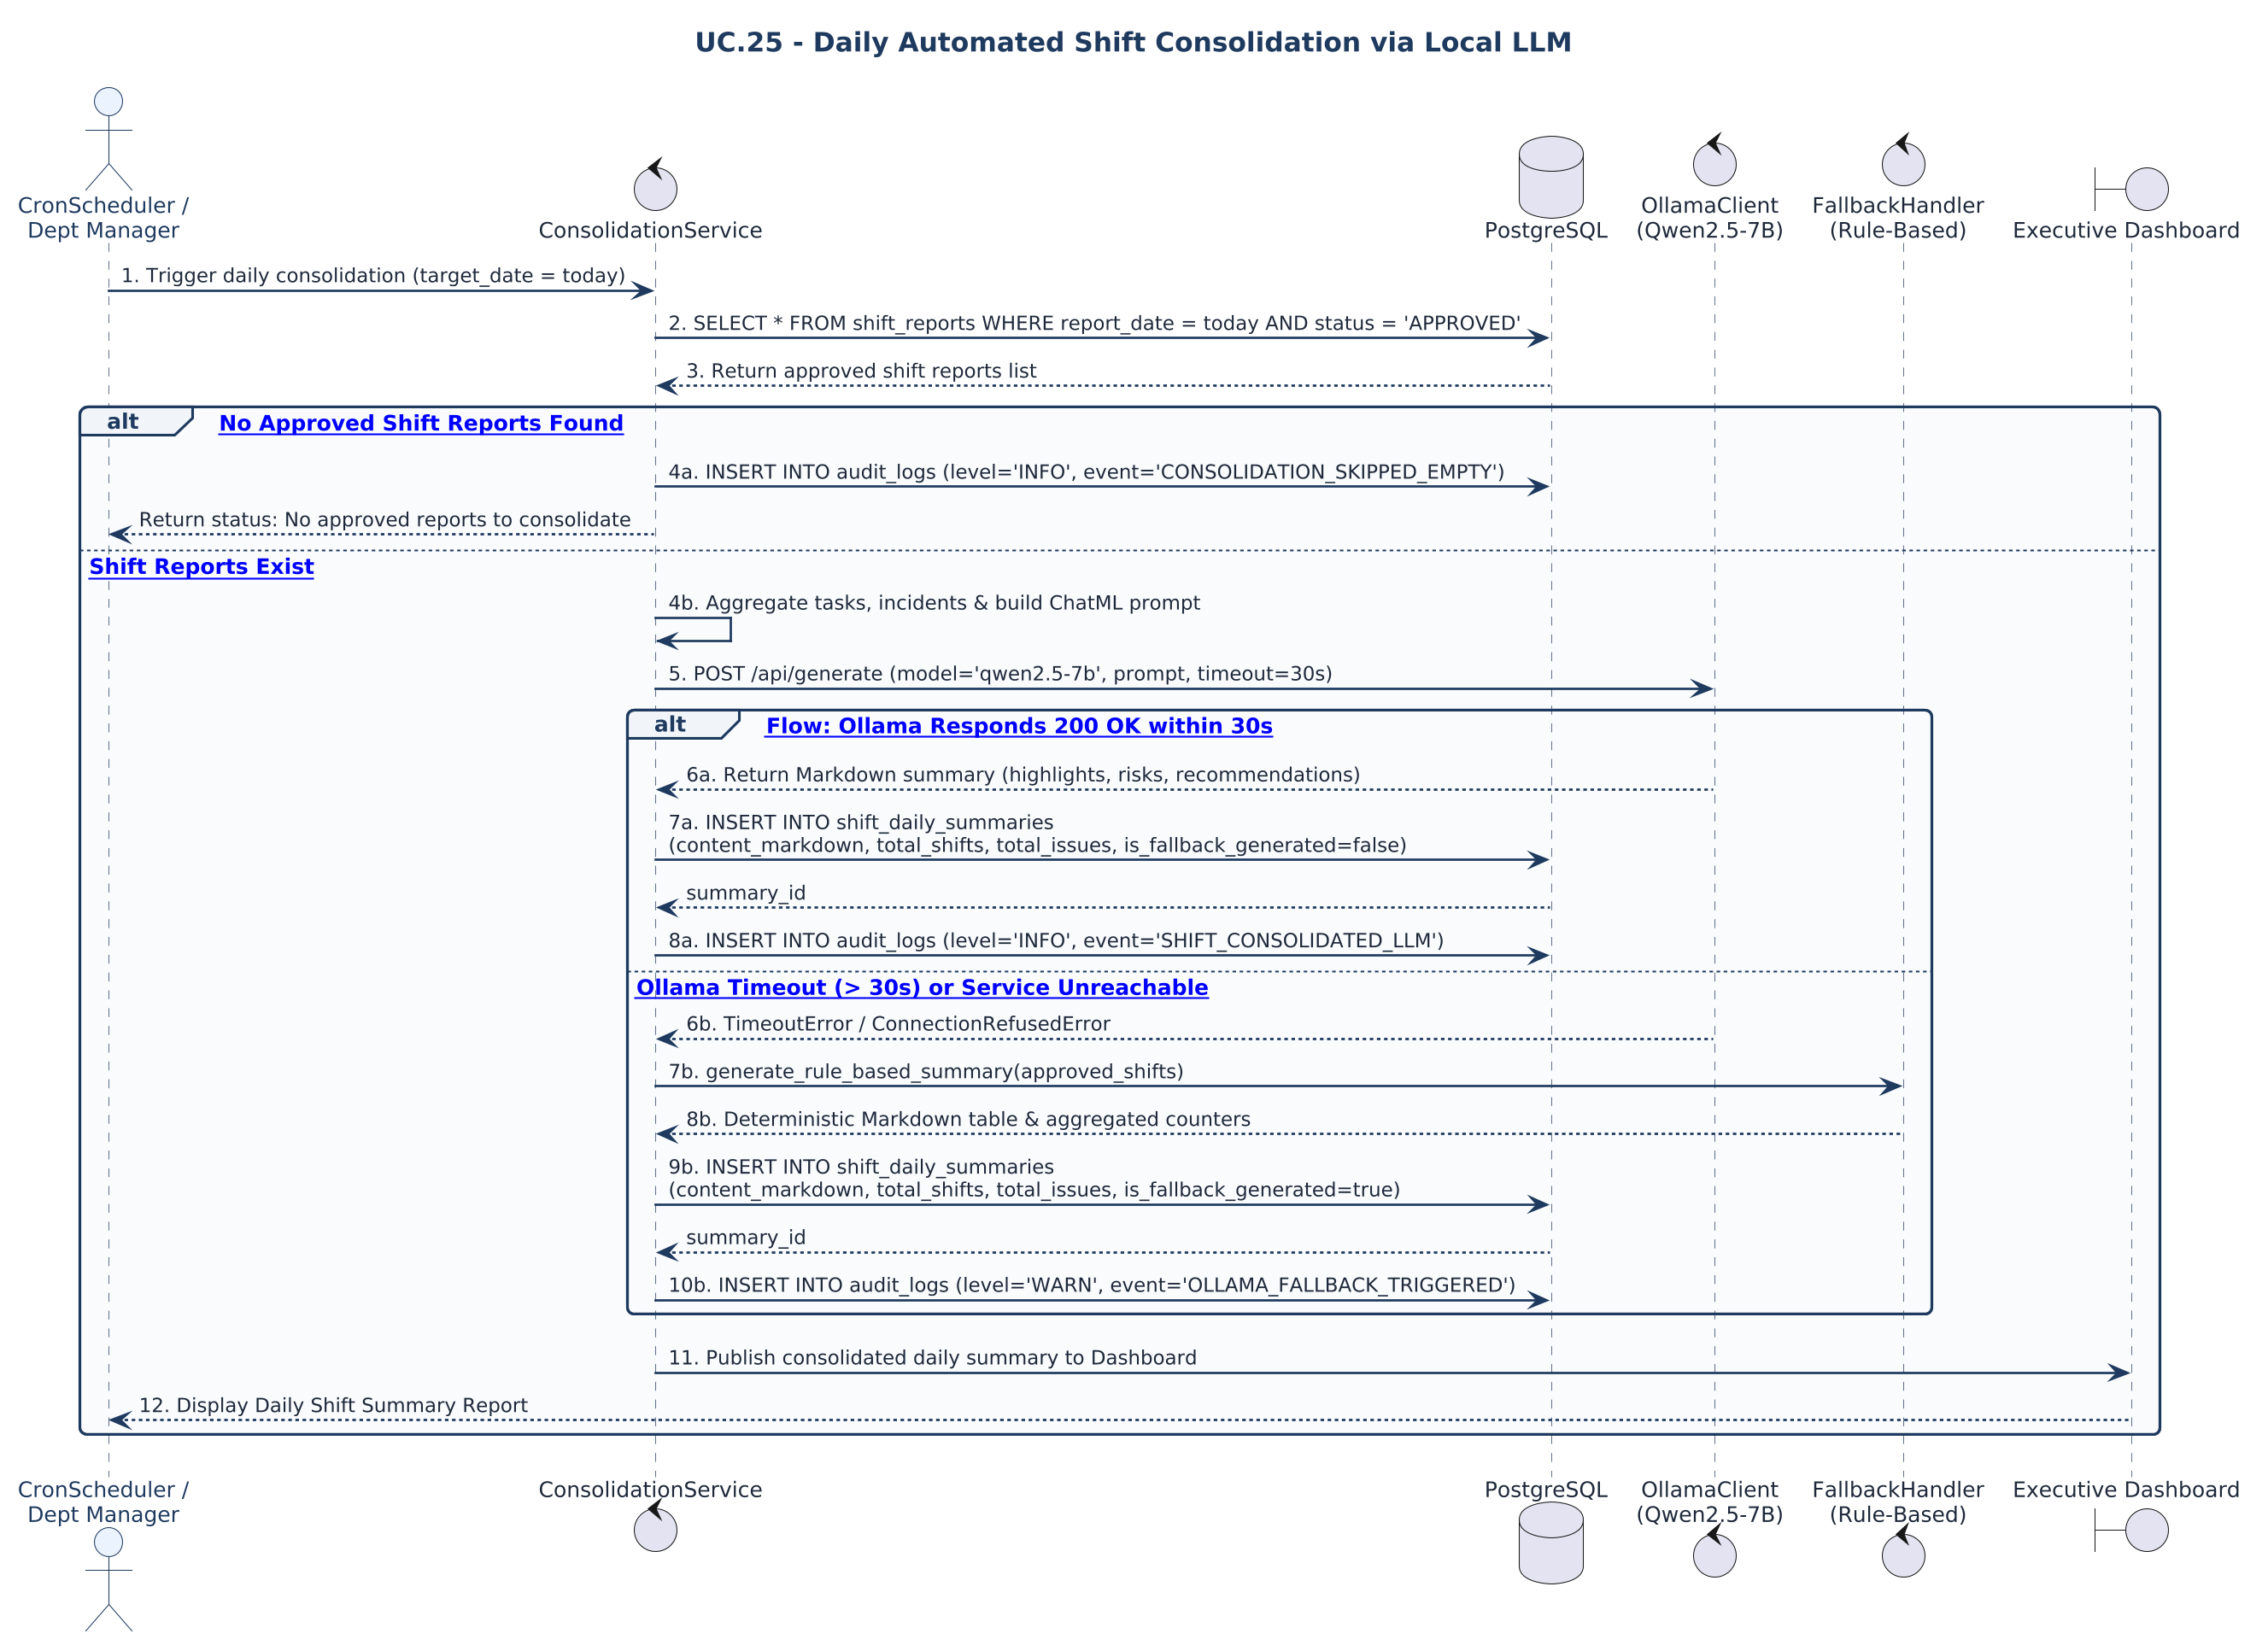 UC.25 - Daily Automated Shift Consolidation via Local LLM
CronScheduler /
Dept Manager
ConsolidationService
PostgreSQL
OllamaClient
(Qwen2.5-7B)
FallbackHandler
(Rule-Based)
Executive Dashboard
1. Trigger daily consolidation (target_date = today)
2. SELECT * FROM shift_reports WHERE report_date = today AND status = 'APPROVED'
3. Return approved shift reports list
alt
No Approved Shift Reports Found
4a. INSERT INTO audit_logs (level='INFO', event='CONSOLIDATION_SKIPPED_EMPTY')
Return status: No approved reports to consolidate
Shift Reports Exist
4b. Aggregate tasks, incidents & build ChatML prompt
5. POST /api/generate (model='qwen2.5-7b', prompt, timeout=30s)
alt
Flow: Ollama Responds 200 OK within 30s
6a. Return Markdown summary (highlights, risks, recommendations)
7a. INSERT INTO shift_daily_summaries
(content_markdown, total_shifts, total_issues, is_fallback_generated=false)
summary_id
8a. INSERT INTO audit_logs (level='INFO', event='SHIFT_CONSOLIDATED_LLM')
Ollama Timeout (> 30s) or Service Unreachable
6b. TimeoutError / ConnectionRefusedError
7b. generate_rule_based_summary(approved_shifts)
8b. Deterministic Markdown table & aggregated counters
9b. INSERT INTO shift_daily_summaries
(content_markdown, total_shifts, total_issues, is_fallback_generated=true)
summary_id
10b. INSERT INTO audit_logs (level='WARN', event='OLLAMA_FALLBACK_TRIGGERED')
11. Publish consolidated daily summary to Dashboard
12. Display Daily Shift Summary Report
CronScheduler /
Dept Manager
ConsolidationService
PostgreSQL
OllamaClient
(Qwen2.5-7B)
FallbackHandler
(Rule-Based)
Executive Dashboard